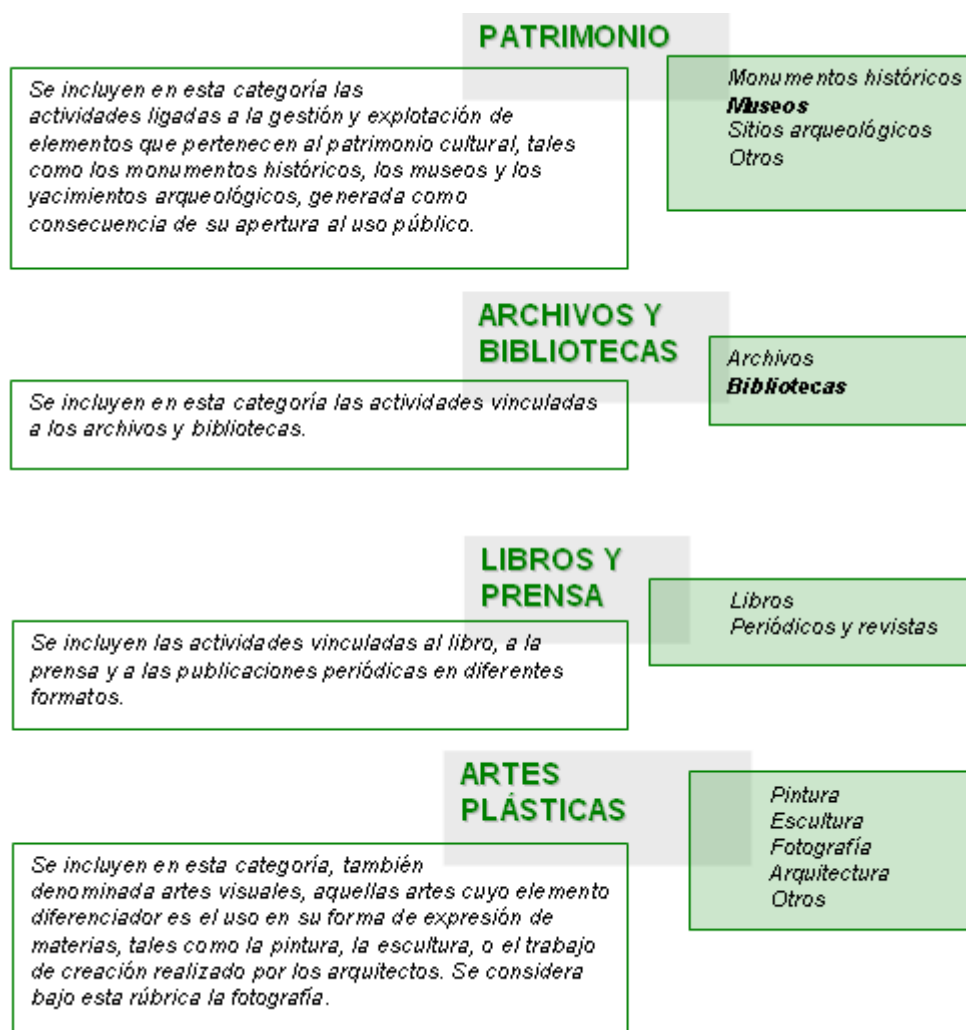 PATRIMONIO
Se incluyen en esta categoría las
actividades ligadas a la gestión y explotación de
elementos que pertenecen al patrimonio cultural, tales
como los monumentos históricos, los museos y los
yacimientos arqueológicos, generada como
consecuencia de su apertura al uso público.
Monumentos históricos
Museos
Sitios arqueológicos
Otros
ARCHIVOS Y
BIBLIOTECAS
Se incluyen en esta categoría las actividades vinculadas
a los archivos y bibliotecas.
Archivos
Bibliotecas
LIBROS Y
PRENSA
Se incluyen las actividades vinculadas al libro, a la
prensa y a las publicaciones periódicas en diferentes
formatos.
Libros
Periódicos y revistas
ARTES
PLÁSTICAS
Se incluyen en esta categoría, también
denominada artes visuales, aquellas artes cuyo elemento
diferenciador es el uso en su forma de expresión de
materias, tales como la pintura, la escultura, o el trabajo
de creación realizado por los arquitectos. Se considera
bajo esta rúbrica la fotografía.
Pintura
Escultura
Fotografía
Arquitectura
Otros